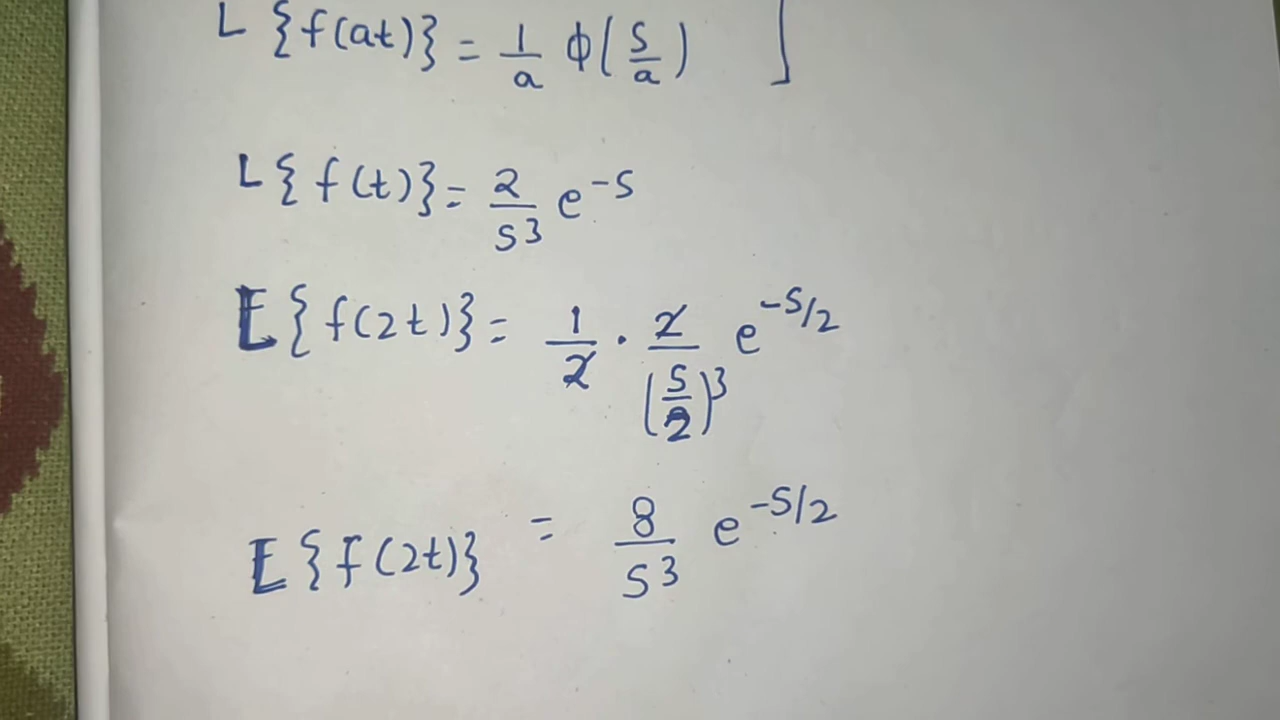 L {f(at)} = 1/a ϕ(s/a) ]
L{ f(t)} = 2/s³ e^-s
L{ f(2t)} = 1/2 · 2/(s/2)³ e^-s/2
L {f(2t)} = 8/s³ e^-s/2